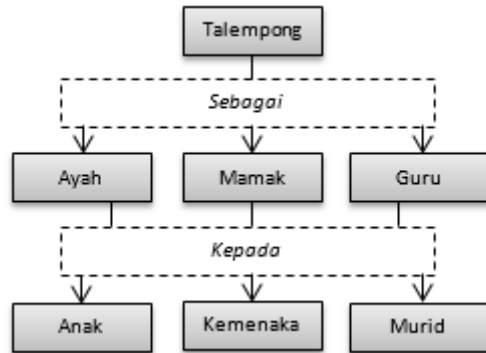 Talempong
Sebagai
Ayah Mamak Guru
Kepada
Anak Kemenaka Murid